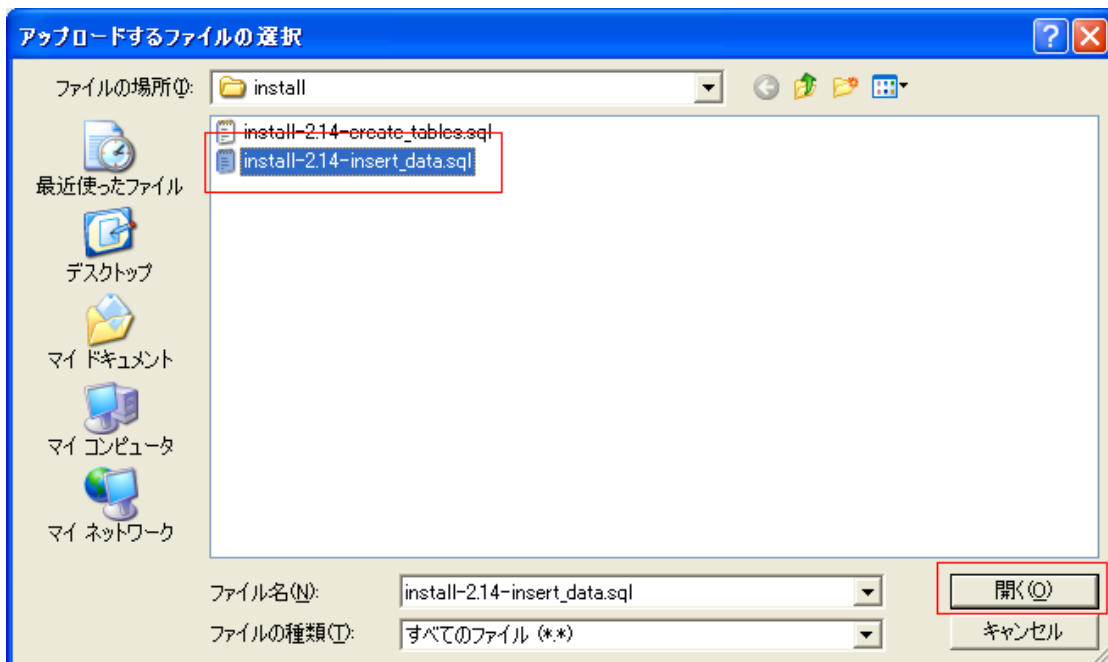 アップロードするファイルの選択
ファイルの場所(I):
install
install-2.14-create_tables.sql
install-2.14-insert_data.sql
最近使ったファイル
デスクトップ
マイ ドキュメント
マイ コンピュータ
マイ ネットワーク
ファイル名(N):
install-2.14-insert_data.sql
開く(O)
ファイルの種類(T):
すべてのファイル (*.*)
キャンセル